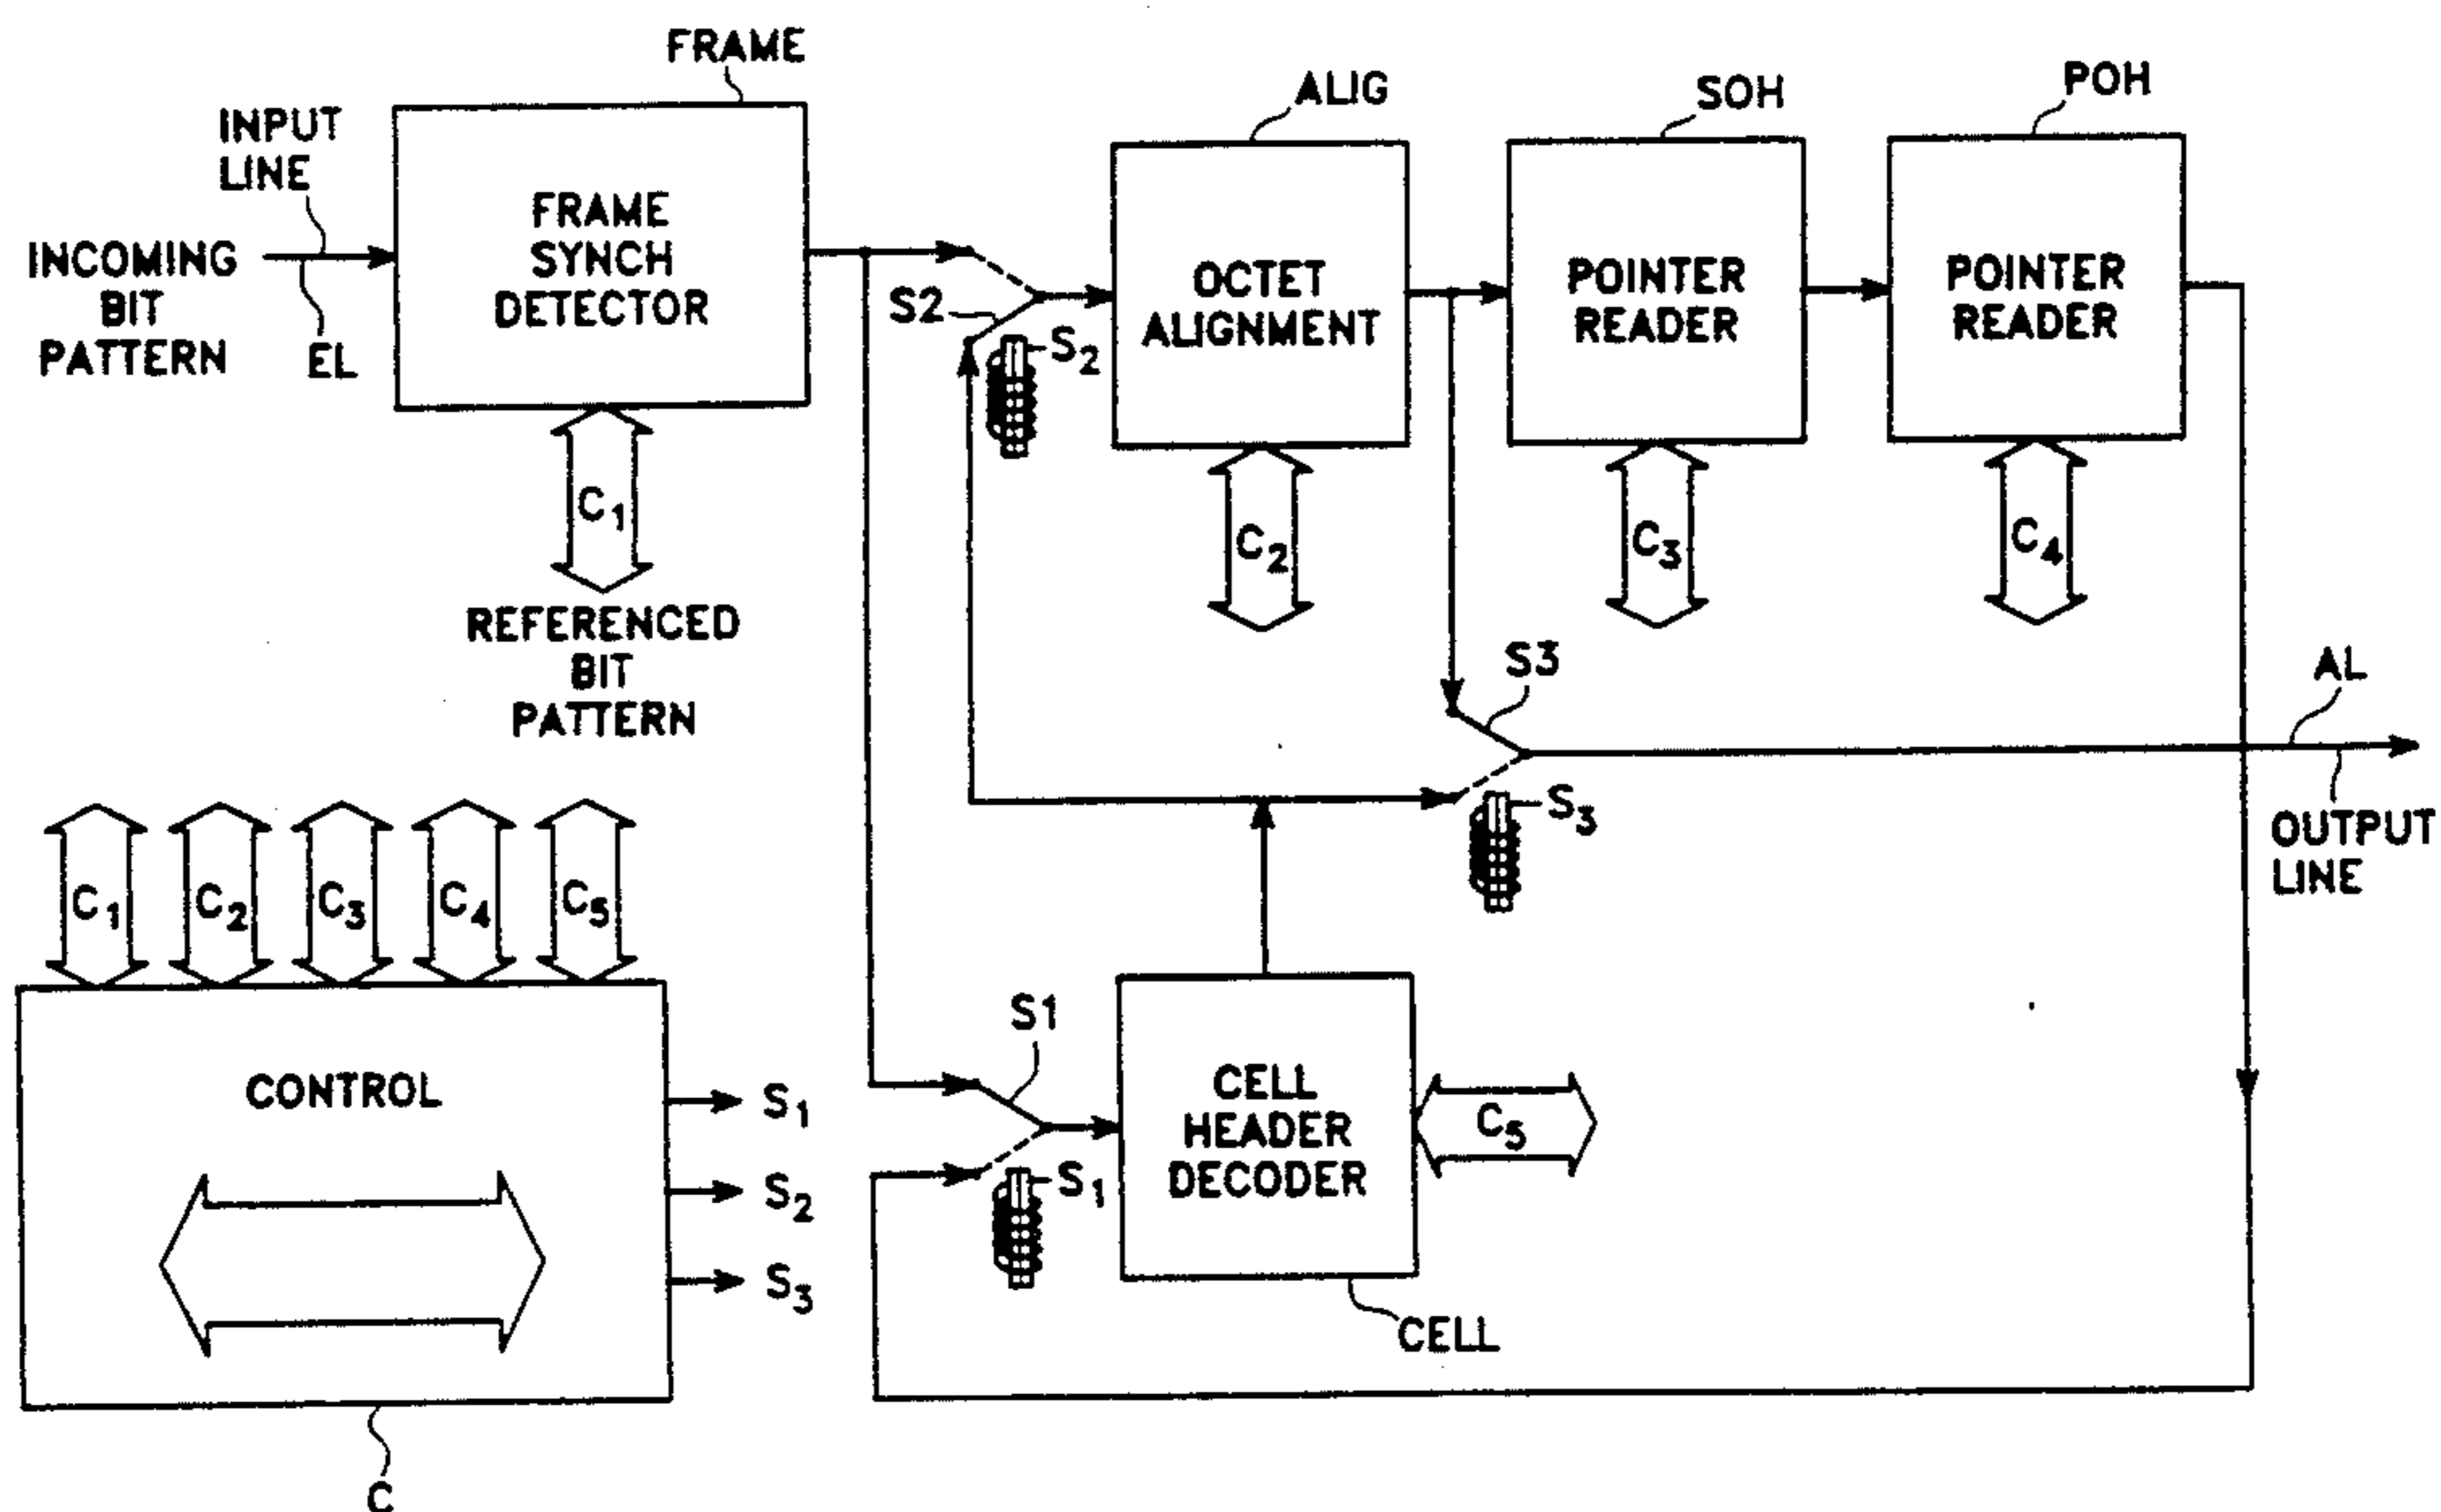 FRAME
INPUT
LINE
INCOMING
BIT
PATTERN
EL
FRAME
SYNCH
DETECTOR
C1
REFERENCED
BIT
PATTERN
S2
S2
ALIG
OCTET
ALIGNMENT
C2
SOH
POINTER
READER
C3
POH
POINTER
READER
C4
S3
S3
AL
OUTPUT
LINE
C1
C2
C3
C4
C5
CONTROL
S1
S2
S3
C
S1
S1
CELL
HEADER
DECODER
C5
CELL